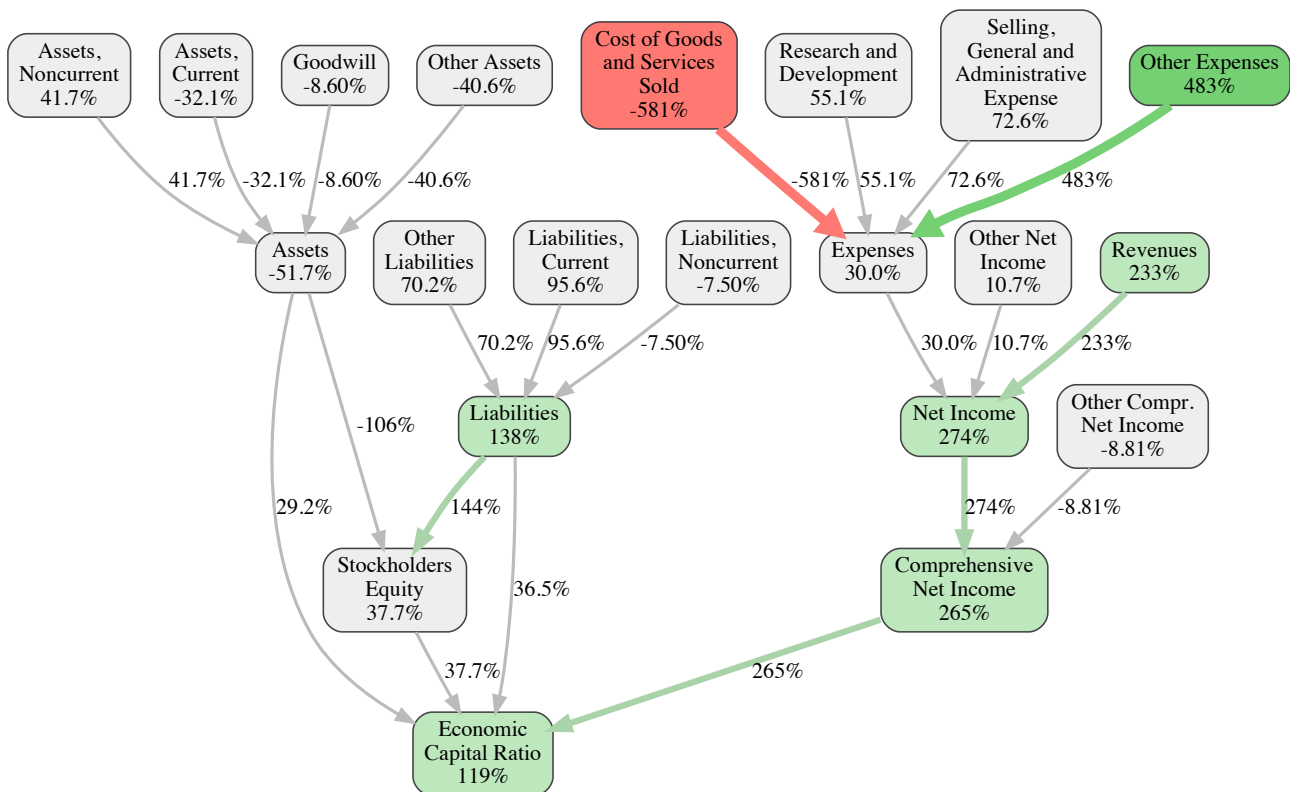 Assets,
Noncurrent
41.7%
Assets,
Current
-32.1%
Goodwill
-8.60%
Other Assets
-40.6%
Cost of Goods
and Services
Sold
-581%
Research and
Development
55.1%
Selling,
General and
Administrative
Expense
72.6%
Other Expenses
483%
41.7%
-32.1%
-8.60%
-40.6%
-581%
55.1%
72.6%
483%
Assets
-51.7%
Other
Liabilities
70.2%
Liabilities,
Current
95.6%
Liabilities,
Noncurrent
-7.50%
Expenses
30.0%
Other Net
Income
10.7%
Revenues
233%
70.2%
95.6%
-7.50%
30.0%
10.7%
233%
Liabilities
138%
Net Income
274%
Other Compr.
Net Income
-8.81%
-106%
29.2%
144%
36.5%
274%
-8.81%
Stockholders
Equity
37.7%
Comprehensive
Net Income
265%
37.7%
265%
Economic
Capital Ratio
119%